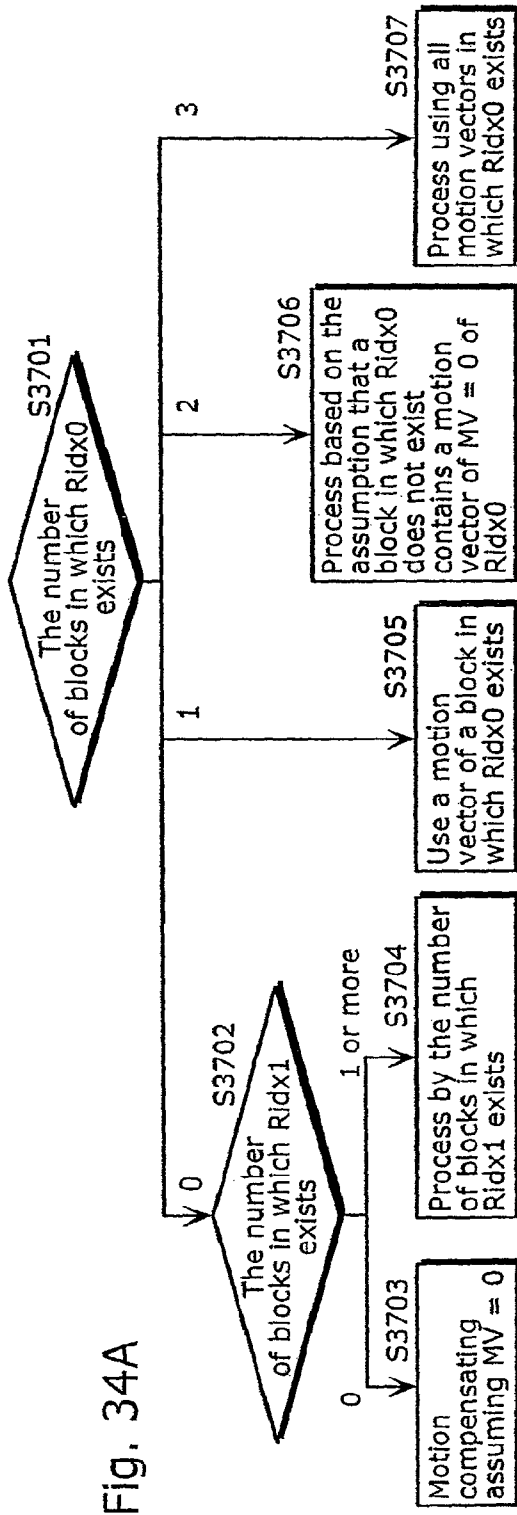 Fig. 34A
S3701
The number
of blocks in which Ridx0
exists
0
1
2
3
S3702
The number
of blocks in which Ridx1
exists
0
1 or more
S3703
Motion
compensating
assuming MV = 0
S3704
Process by the number
of blocks in which
Ridx1 exists
S3705
Use a motion
vector of a block in
which Ridx0 exists
S3706
Process based on the
assumption that a
block in which Ridx0
does not exist
contains a motion
vector of MV = 0 of
Ridx0
S3707
Process using all
motion vectors in
which Ridx0 exists